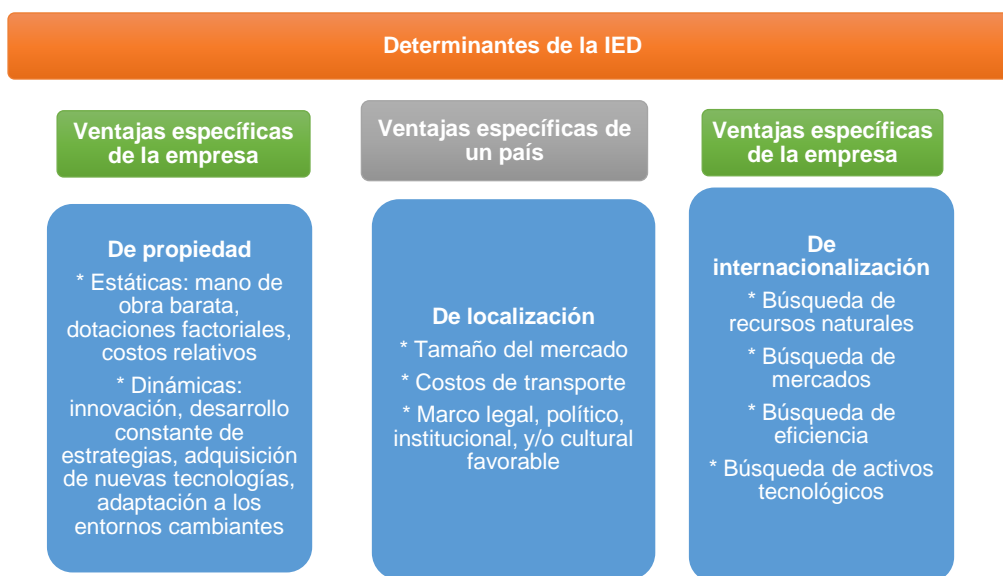 Determinantes de la IED
Ventajas específicas
de la empresa
De propiedad
* Estáticas: mano de
obra barata,
dotaciones factoriales,
costos relativos
* Dinámicas:
innovación, desarrollo
constante de
estrategias, adquisición
de nuevas tecnologías,
adaptación a los
entornos cambiantes
Ventajas específicas de
un país
De localización
* Tamaño del mercado
* Costos de transporte
* Marco legal, político,
institucional, y/o cultural
favorable
Ventajas específicas
de la empresa
De
internacionalización
* Búsqueda de
recursos naturales
* Búsqueda de
mercados
* Búsqueda de
eficiencia
* Búsqueda de activos
tecnológicos